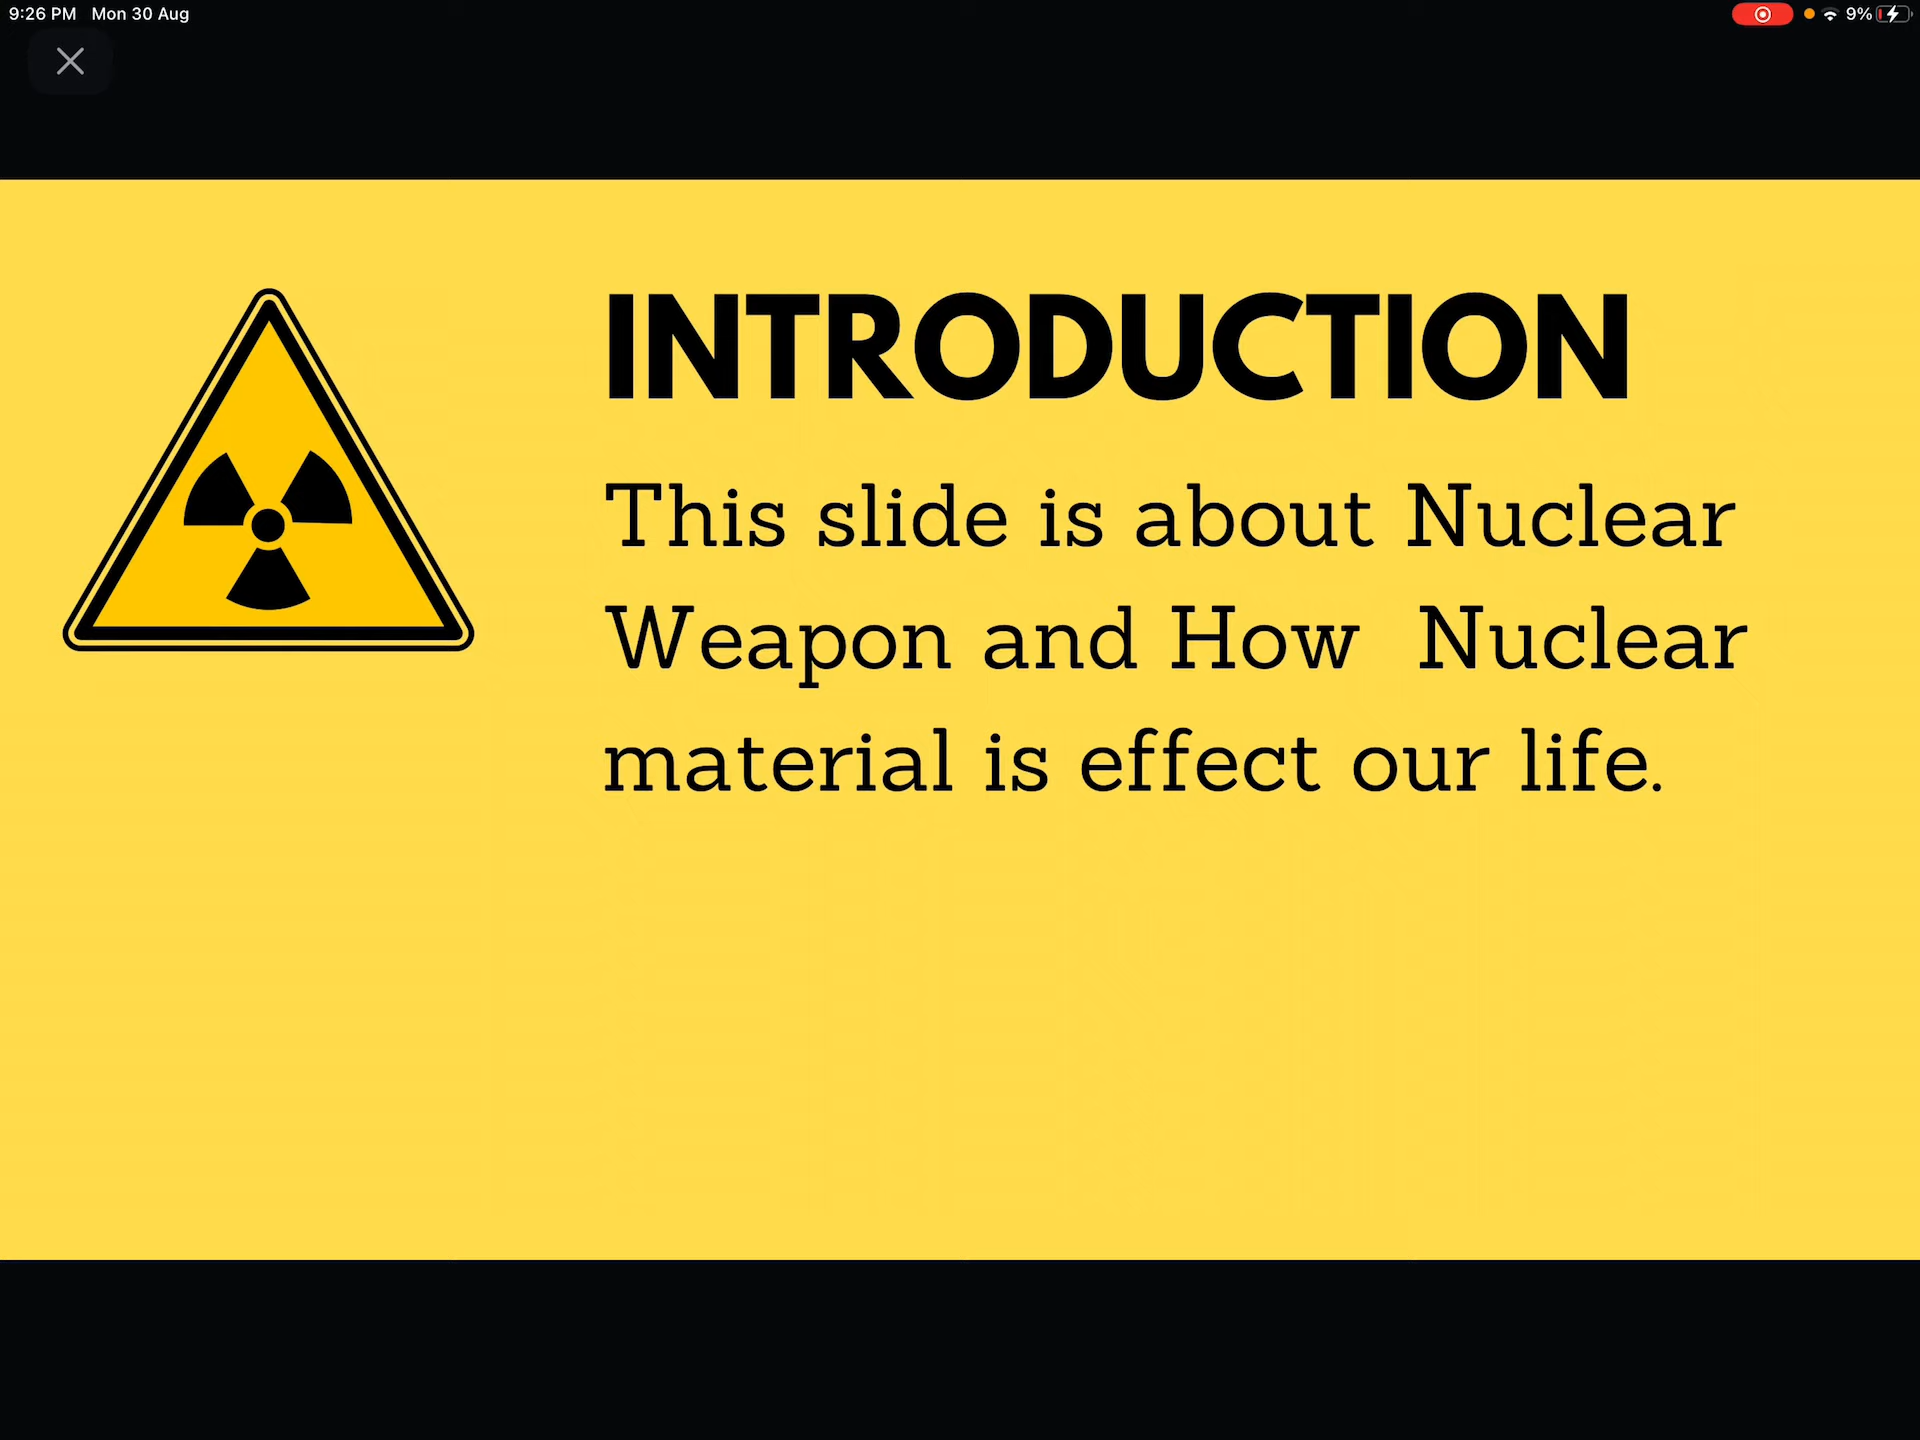 9:26 PM Mon 30 Aug
9%
INTRODUCTION
This slide is about Nuclear
Weapon and How  Nuclear
material is effect our life.